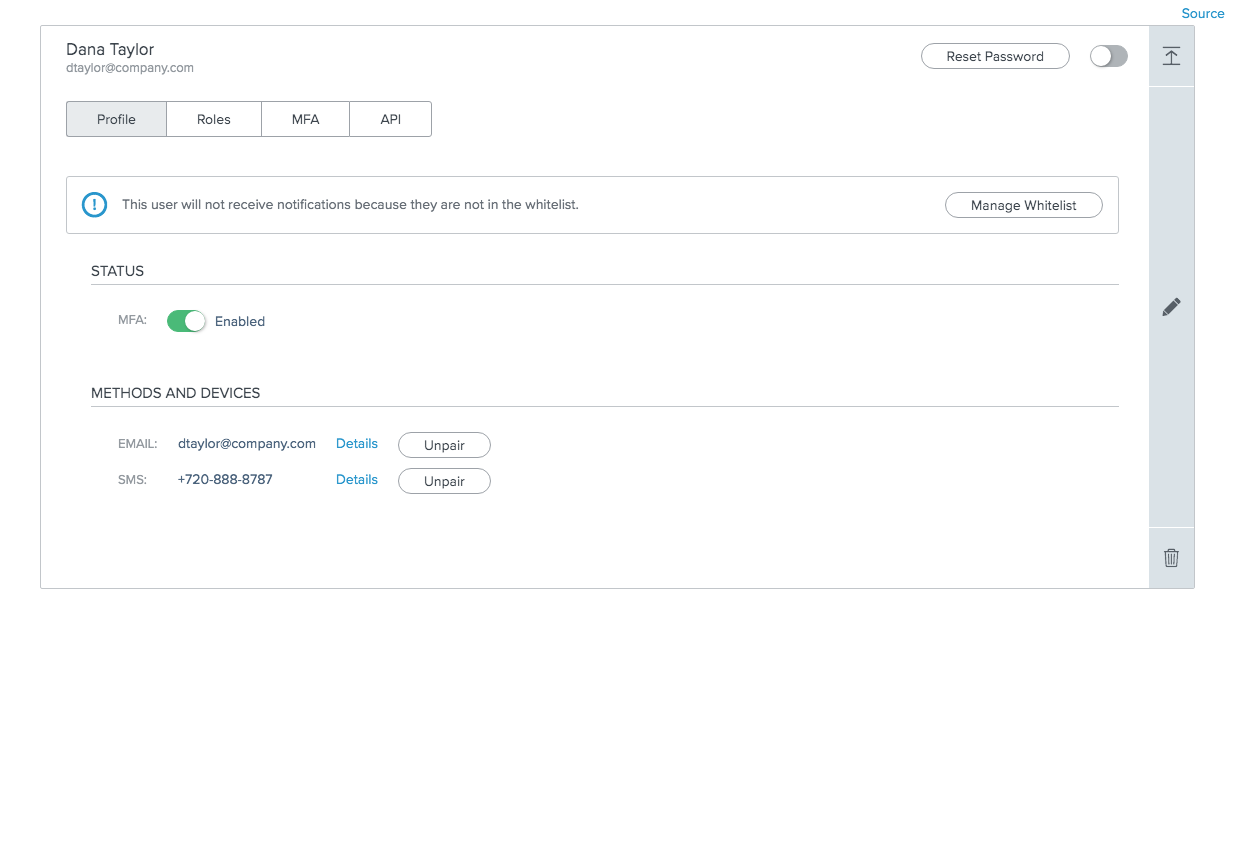 Source
Dana Taylor
dtaylor@company.com
Reset Password
Profile Roles MFA API
This user will not receive notifications because they are not in the whitelist.
Manage Whitelist
STATUS
MFA: Enabled
METHODS AND DEVICES
EMAIL: dtaylor@company.com Details Unpair
SMS: +720-888-8787 Details Unpair